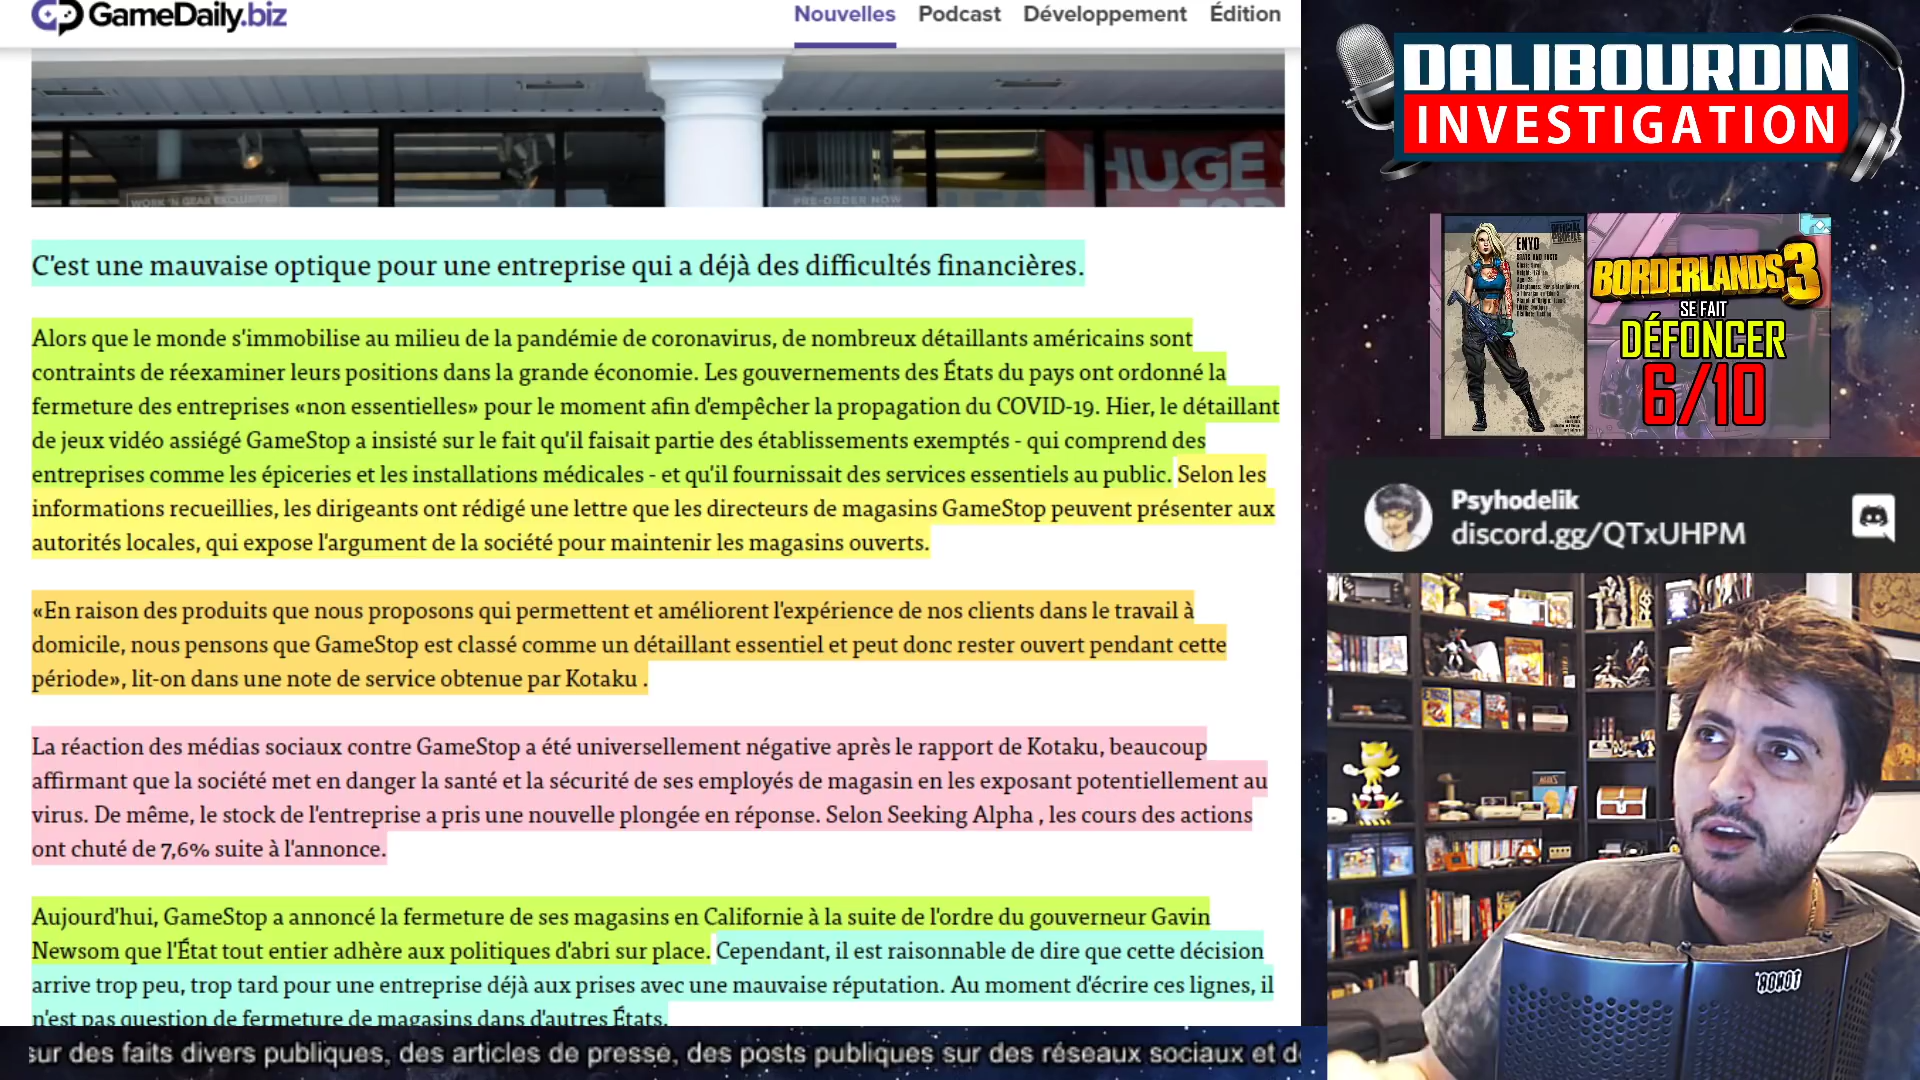 GameDaily.biz
Nouvelles Podcast Développement Édition
WORK 'N GEAR EXCLUSIVES
PRE-ORDER NOW
HUGE
FOR
C'est une mauvaise optique pour une entreprise qui a déjà des difficultés financières.
Alors que le monde s'immobilise au milieu de la pandémie de coronavirus, de nombreux détaillants américains sont
contraints de réexaminer leurs positions dans la grande économie. Les gouvernements des États du pays ont ordonné la
fermeture des entreprises «non essentielles» pour le moment afin d'empêcher la propagation du COVID-19. Hier, le détaillant
de jeux vidéo assiégé GameStop a insisté sur le fait qu'il faisait partie des établissements exemptés - qui comprend des
entreprises comme les épiceries et les installations médicales - et qu'il fournissait des services essentiels au public. Selon les
informations recueillies, les dirigeants ont rédigé une lettre que les directeurs de magasins GameStop peuvent présenter aux
autorités locales, qui expose l'argument de la société pour maintenir les magasins ouverts.
«En raison des produits que nous proposons qui permettent et améliorent l'expérience de nos clients dans le travail à
domicile, nous pensons que GameStop est classé comme un détaillant essentiel et peut donc rester ouvert pendant cette
période», lit-on dans une note de service obtenue par Kotaku .
La réaction des médias sociaux contre GameStop a été universellement négative après le rapport de Kotaku, beaucoup
affirmant que la société met en danger la santé et la sécurité de ses employés de magasin en les exposant potentiellement au
virus. De même, le stock de l'entreprise a pris une nouvelle plongée en réponse. Selon Seeking Alpha , les cours des actions
ont chuté de 7,6% suite à l'annonce.
Aujourd'hui, GameStop a annoncé la fermeture de ses magasins en Californie à la suite de l'ordre du gouverneur Gavin
Newsom que l'État tout entier adhère aux politiques d'abri sur place. Cependant, il est raisonnable de dire que cette décision
arrive trop peu, trop tard pour une entreprise déjà aux prises avec une mauvaise réputation. Au moment d'écrire ces lignes, il
n'est pas question de fermeture de magasins dans d'autres États.
sur des faits divers publiques, des articles de presse, des posts publiques sur des réseaux sociaux et d
DALIBOURDIN
INVESTIGATION
ENYO
OFFICIAL
PROFILE
STATS AND FACTS
BORDERLANDS 3
SE FAIT
DÉFONCER
6/10
Psyhodelik
discord.gg/QTxUHPM